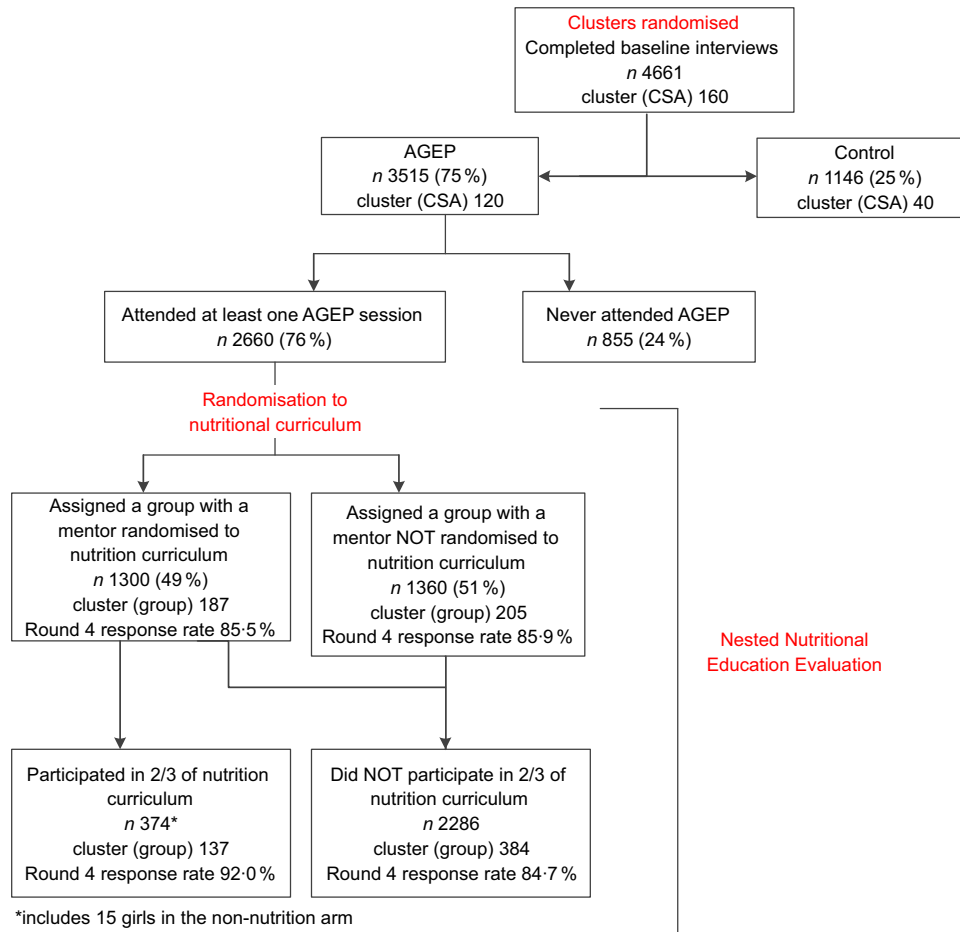 Clusters randomised
Completed baseline interviews
n 4661
cluster (CSA) 160
AGEP
n 3515 (75 %)
cluster (CSA) 120
Control
n 1146 (25 %)
cluster (CSA) 40
Attended at least one AGEP session
n 2660 (76 %)
Never attended AGEP
n 855 (24 %)
Randomisation to
nutritional curriculum
Assigned a group with a
mentor randomised to
nutrition curriculum
n 1300 (49 %)
cluster (group) 187
Round 4 response rate 85·5 %
Assigned a group with a
mentor NOT randomised to
nutrition curriculum
n 1360 (51 %)
cluster (group) 205
Round 4 response rate 85·9 %
Nested Nutritional
Education Evaluation
Participated in 2/3 of nutrition
curriculum
n 374*
cluster (group) 137
Round 4 response rate 92·0 %
Did NOT participate in 2/3 of
nutrition curriculum
n 2286
cluster (group) 384
Round 4 response rate 84·7 %
*includes 15 girls in the non-nutrition arm